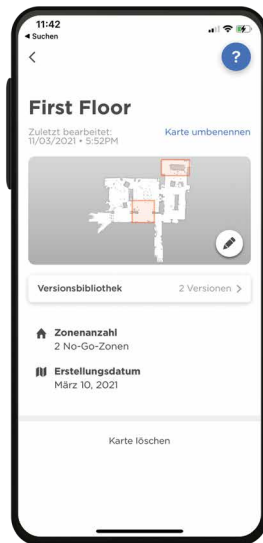 11:42
Suchen
?
First Floor
Zuletzt bearbeitet:
11/03/2021 • 5:52PM
Karte umbenennen
Versionsbibliothek
2 Versionen
Zonenanzahl
2 No-Go-Zonen
Erstellungsdatum
März 10, 2021
Karte löschen